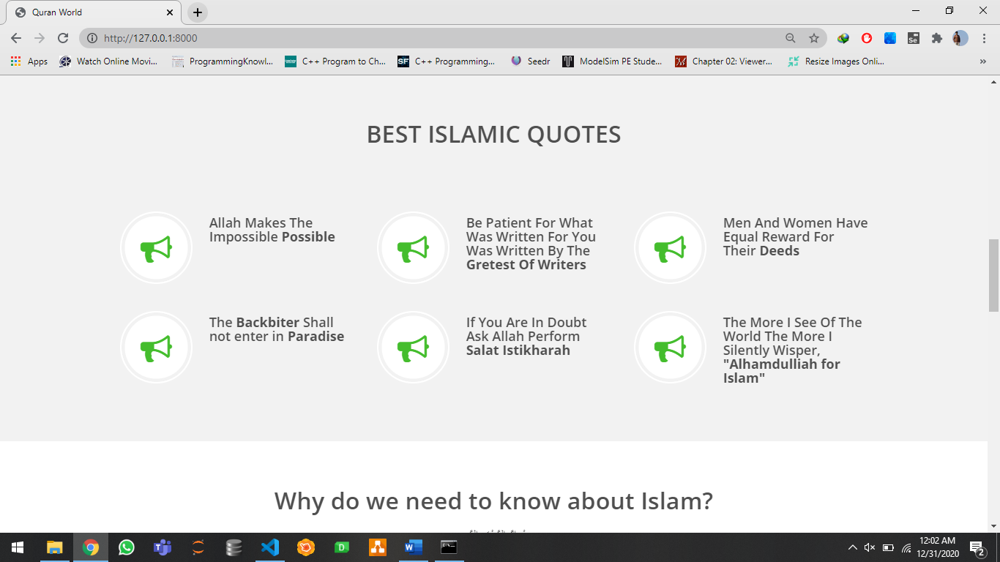 Quran World
http://127.0.0.1:8000
Apps
Watch Online Movi...
ProgrammingKnowl...
C++ Program to Ch...
C++ Programming...
Seedr
ModelSim PE Stude...
Chapter 02: Viewer...
Resize Images Onli...
»
BEST ISLAMIC QUOTES
Allah Makes The
Impossible Possible
Be Patient For What
Was Written For You
Was Written By The
Gretest Of Writers
Men And Women Have
Equal Reward For
Their Deeds
The Backbiter Shall
not enter in Paradise
If You Are In Doubt
Ask Allah Perform
Salat Istikharah
The More I See Of The
World The More I
Silently Wisper,
"Alhamdulliah for
Islam"
Why do we need to know about Islam?
12:02 AM
12/31/2020
2